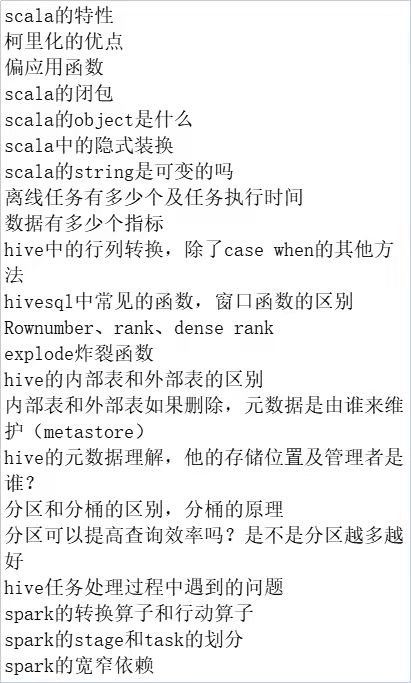 scala的特性
柯里化的优点
偏应用函数
scala的闭包
scala的object是什么
scala中的隐式装换
scala的string是可变的吗
离线任务有多少个及任务执行时间
数据有多少个指标
hive中的行列转换，除了case when的其他方
法
hivesql中常见的函数，窗口函数的区别
Rownumber、rank、dense rank
explode炸裂函数
hive的内部表和外部表的区别
内部表和外部表如果删除，元数据是由谁来维
护（metastore）
hive的元数据理解，他的存储位置及管理者是
谁？
分区和分桶的区别，分桶的原理
分区可以提高查询效率吗？是不是分区越多越
好
hive任务处理过程中遇到的问题
spark的转换算子和行动算子
spark的stage和task的划分
spark的宽窄依赖